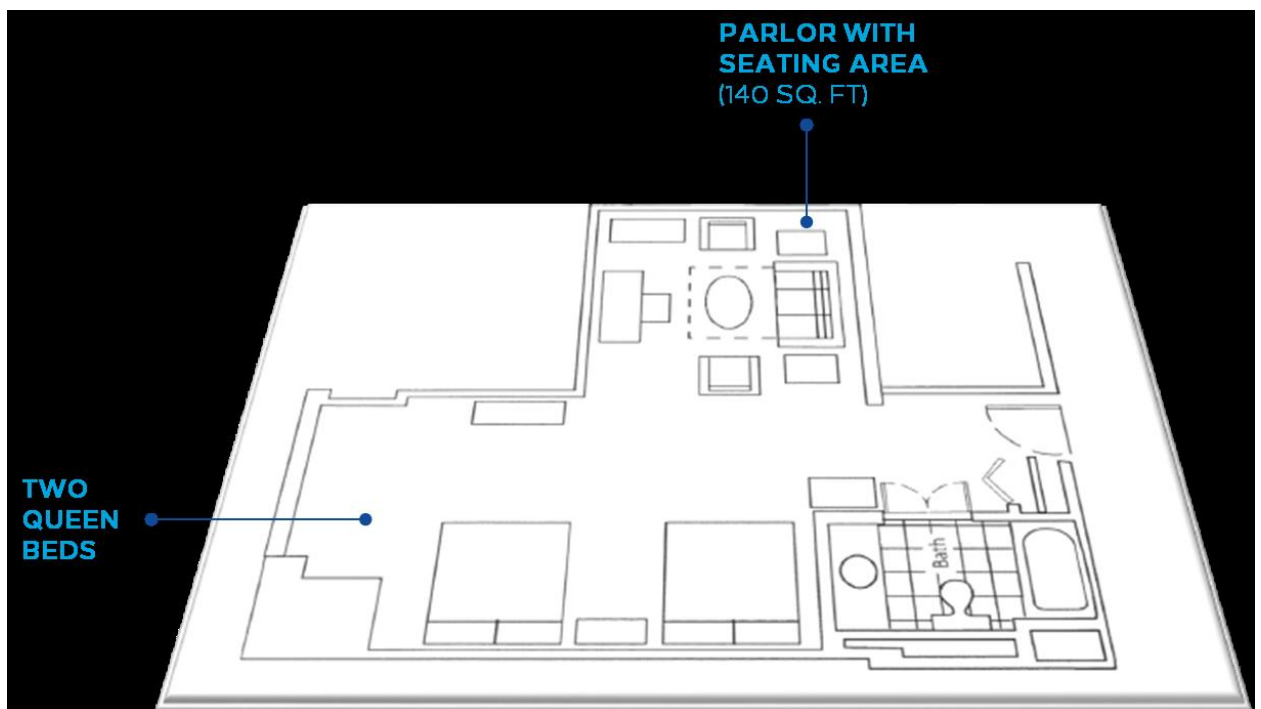 PARLOR WITH
SEATING AREA
(140 SQ. FT)
TWO
QUEEN
BEDS
Bath